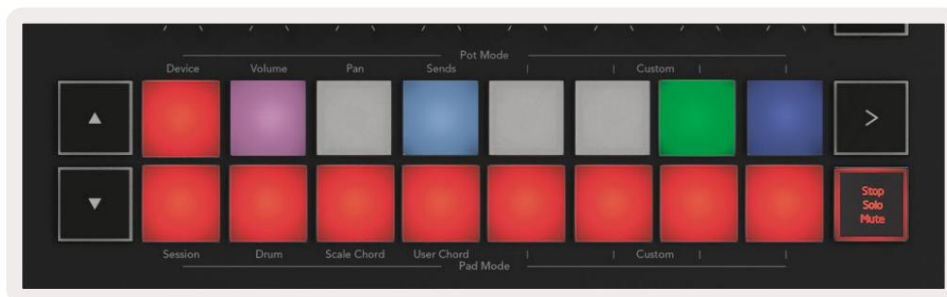 Pot Mode
Device Volume Pan Sends Custom
▲ >
▼ Stop
Solo
Mute
Session Drum Scale Chord User Chord Custom
Pad Mode